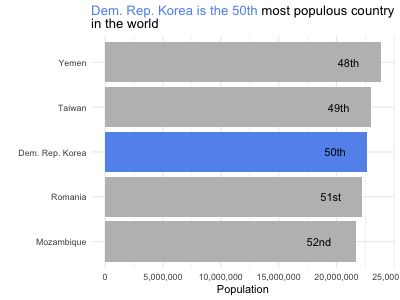 Dem. Rep. Korea is the 50th most populous country
in the world
Yemen
48th
Taiwan
49th
Dem. Rep. Korea
50th
Romania
51st
Mozambique
52nd
0 5,000,000 10,000,000 15,000,000 20,000,000 25,000
Population